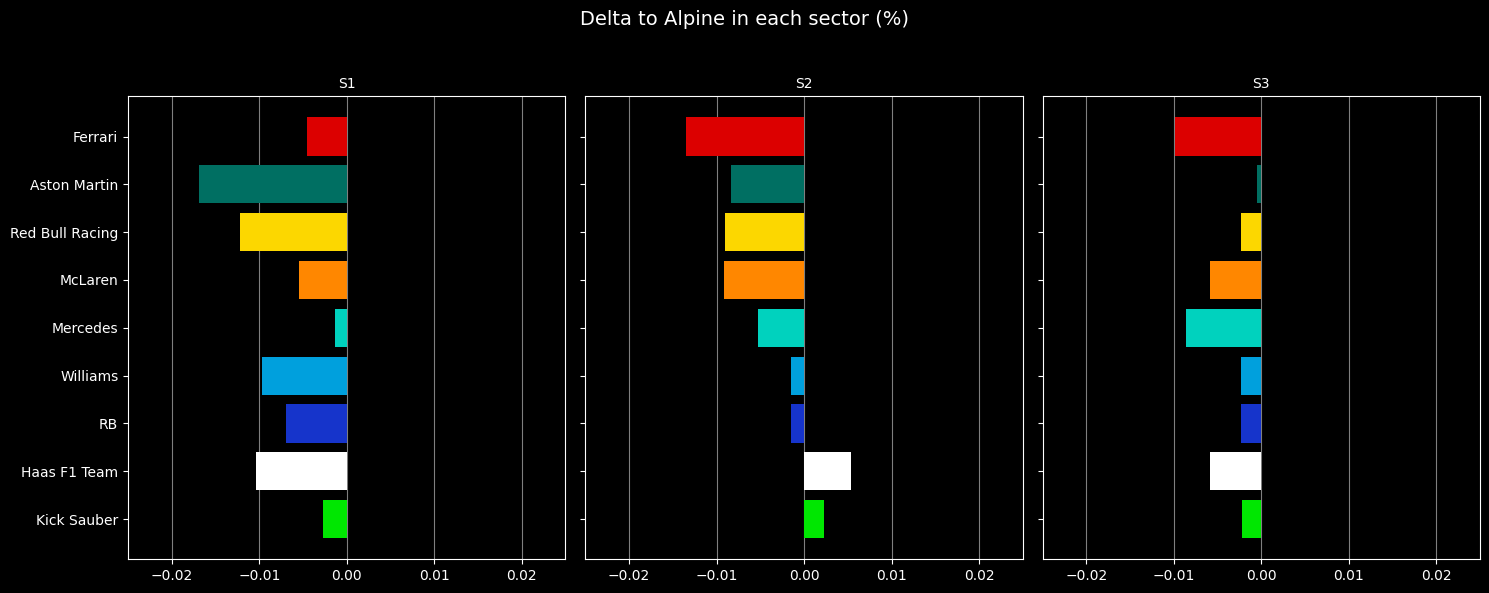 Delta to Alpine in each sector (%)
S1 S2 S3
Ferrari
Aston Martin
Red Bull Racing
McLaren
Mercedes
Williams
RB
Haas F1 Team
Kick Sauber
−0.02 −0.01 0.00 0.01 0.02 −0.02 −0.01 0.00 0.01 0.02 −0.02 −0.01 0.00 0.01 0.02